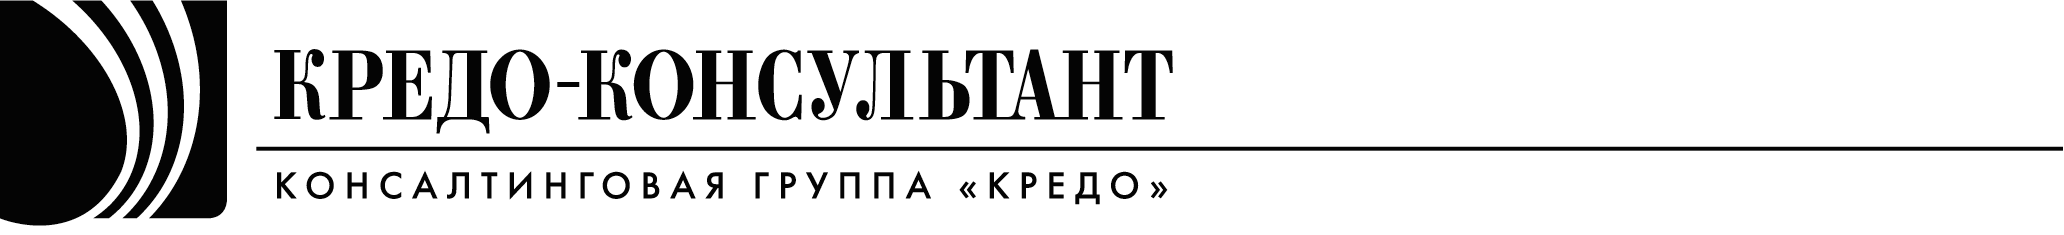 КРЕДО-КОНСУЛЬТАНТ
КОНСАЛТИНГОВАЯ ГРУППА «КРЕДО»